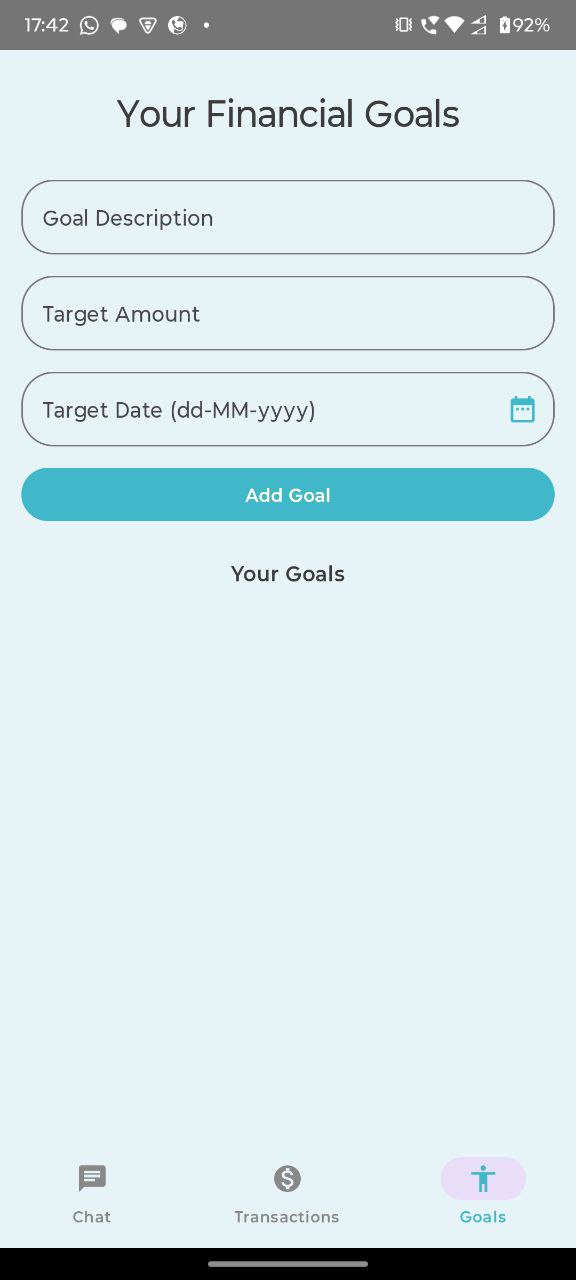 17:42 92%
Your Financial Goals
Goal Description
Target Amount
Target Date (dd-MM-yyyy)
Add Goal
Your Goals
Chat Transactions Goals